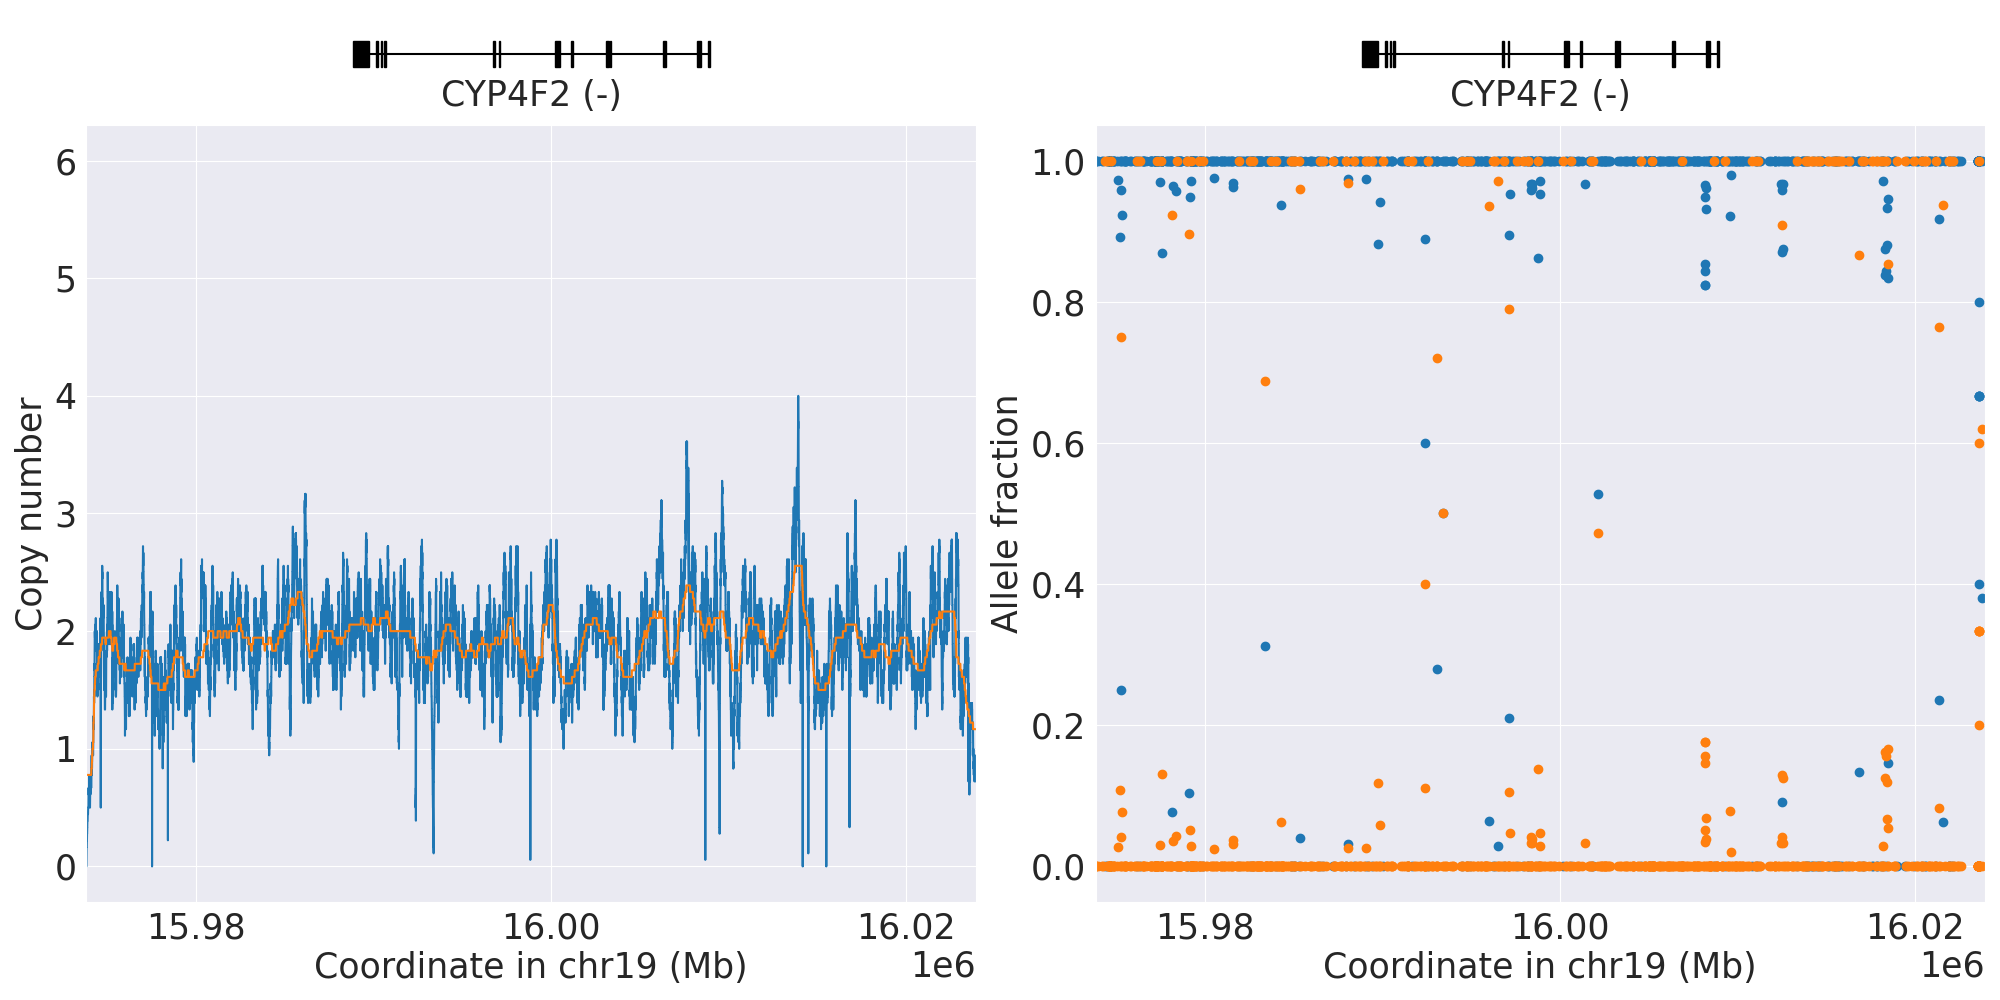 CYP4F2 (-)
6
5
4
3
2
1
0
Copy number
15.98
16.00
16.02
Coordinate in chr19 (Mb)
1e6
CYP4F2 (-)
1.0
0.8
0.6
0.4
0.2
0.0
Allele fraction
15.98
16.00
16.02
Coordinate in chr19 (Mb)
1e6